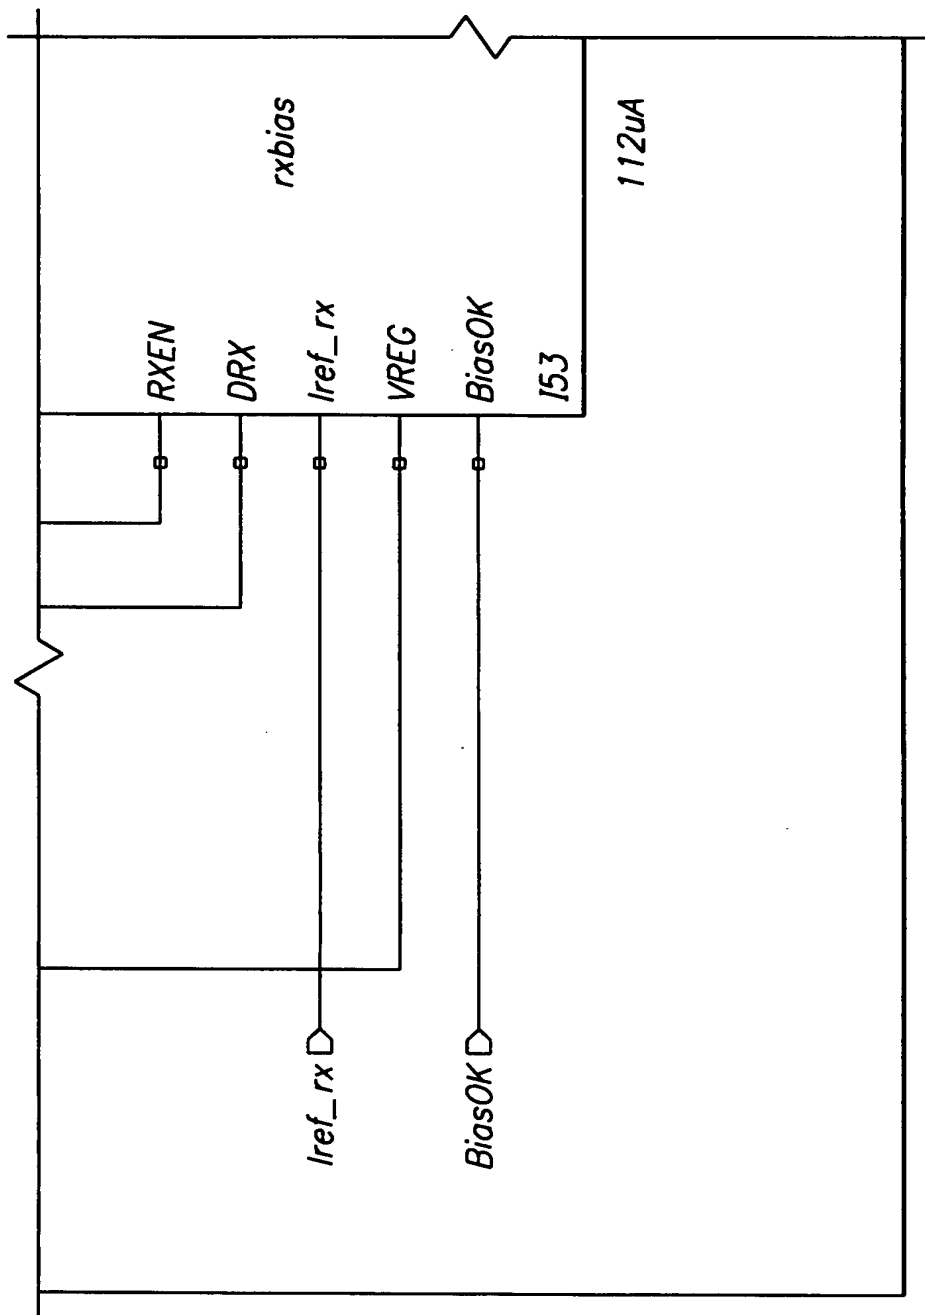 rxbias
RXEN
DRX
Iref_rx
VREG
BiasOK
I53
112uA
Iref_rx
BiasOK